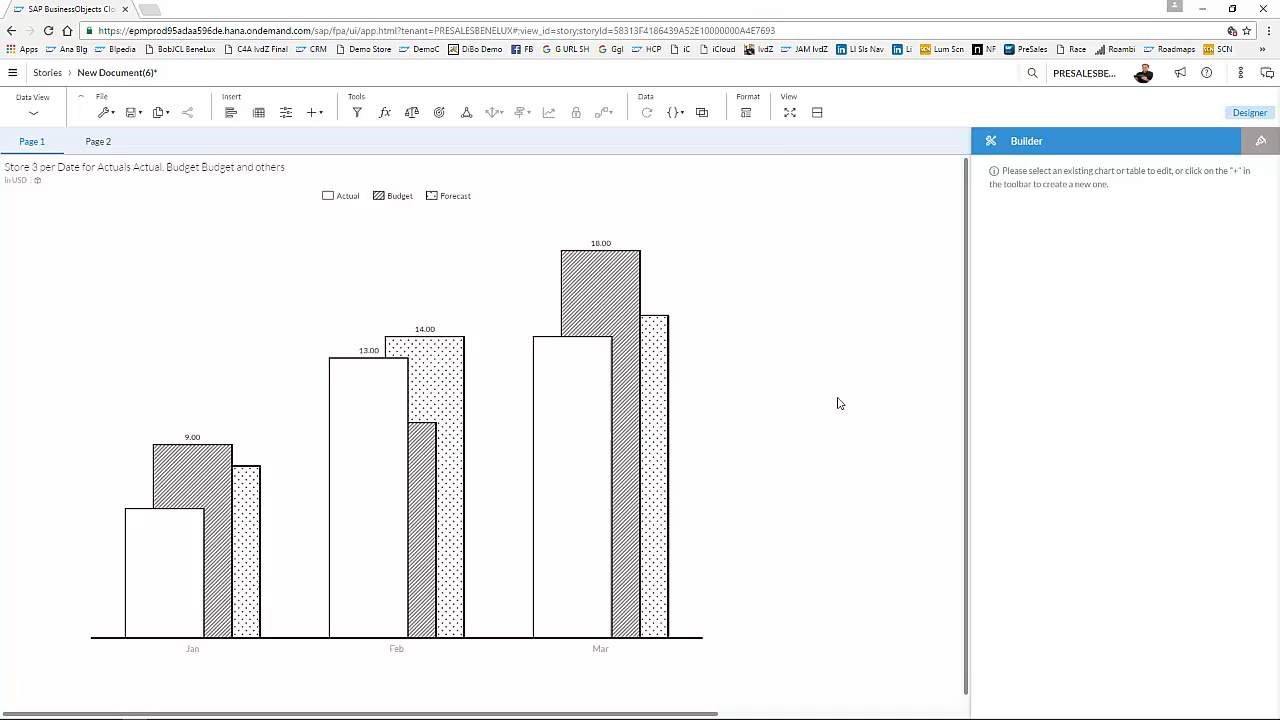 SAP BusinessObjects Clo
https://epmprod95adaa596de.hana.ondemand.com/sap/fpa/ui/app.html?tenant=PRESALESBENELUX#;view_id=story;storyId=58313F4186439A52E10000000A4E7693
Apps Ana Blg BIpedia BobJCL BeneLux C4A IvdZ Final CRM Demo Store DemoC DiBo Demo FB G URL SH Ggl HCP iC iCloud IvdZ JAM IvdZ LI Sls Nav Li Lum Scn NF PreSales Race Roambi Roadmaps SCN »
Stories > New Document(6)* PRESALESBE...
Data View File Insert Tools Data Format View
fx {} Designer
Page 1 Page 2 Builder
Store 3 per Date for Actuals Actual, Budget Budget and others
in USD
Please select an existing chart or table to edit, or click on the "+" in
the toolbar to create a new one.
Actual Budget Forecast
18.00
14.00
13.00
9.00
Jan Feb Mar